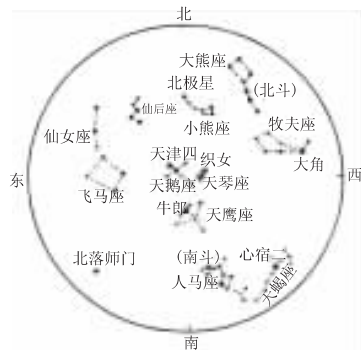 北
大熊座
北极星
(北斗)
仙后座
小熊座
牧夫座
仙女座
大角
天津四
织女
东
西
飞马座
天鹅座
天琴座
牛郎
天鹰座
北落师门
(南斗)
心宿二
人马座
天蝎座
南